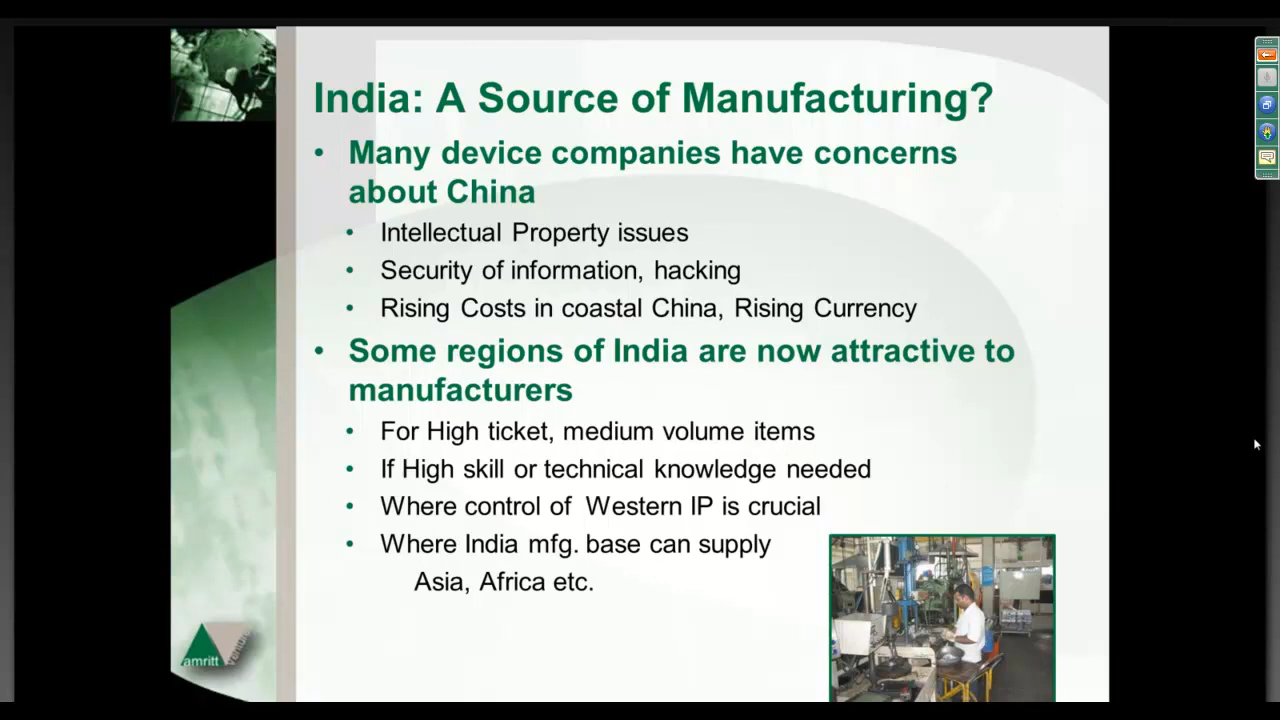 India: A Source of Manufacturing?
• Many device companies have concerns
about China
• Intellectual Property issues
• Security of information, hacking
• Rising Costs in coastal China, Rising Currency
• Some regions of India are now attractive to
manufacturers
• For High ticket, medium volume items
• If High skill or technical knowledge needed
• Where control of  Western IP is crucial
• Where India mfg. base can supply
Asia, Africa etc.
amritt